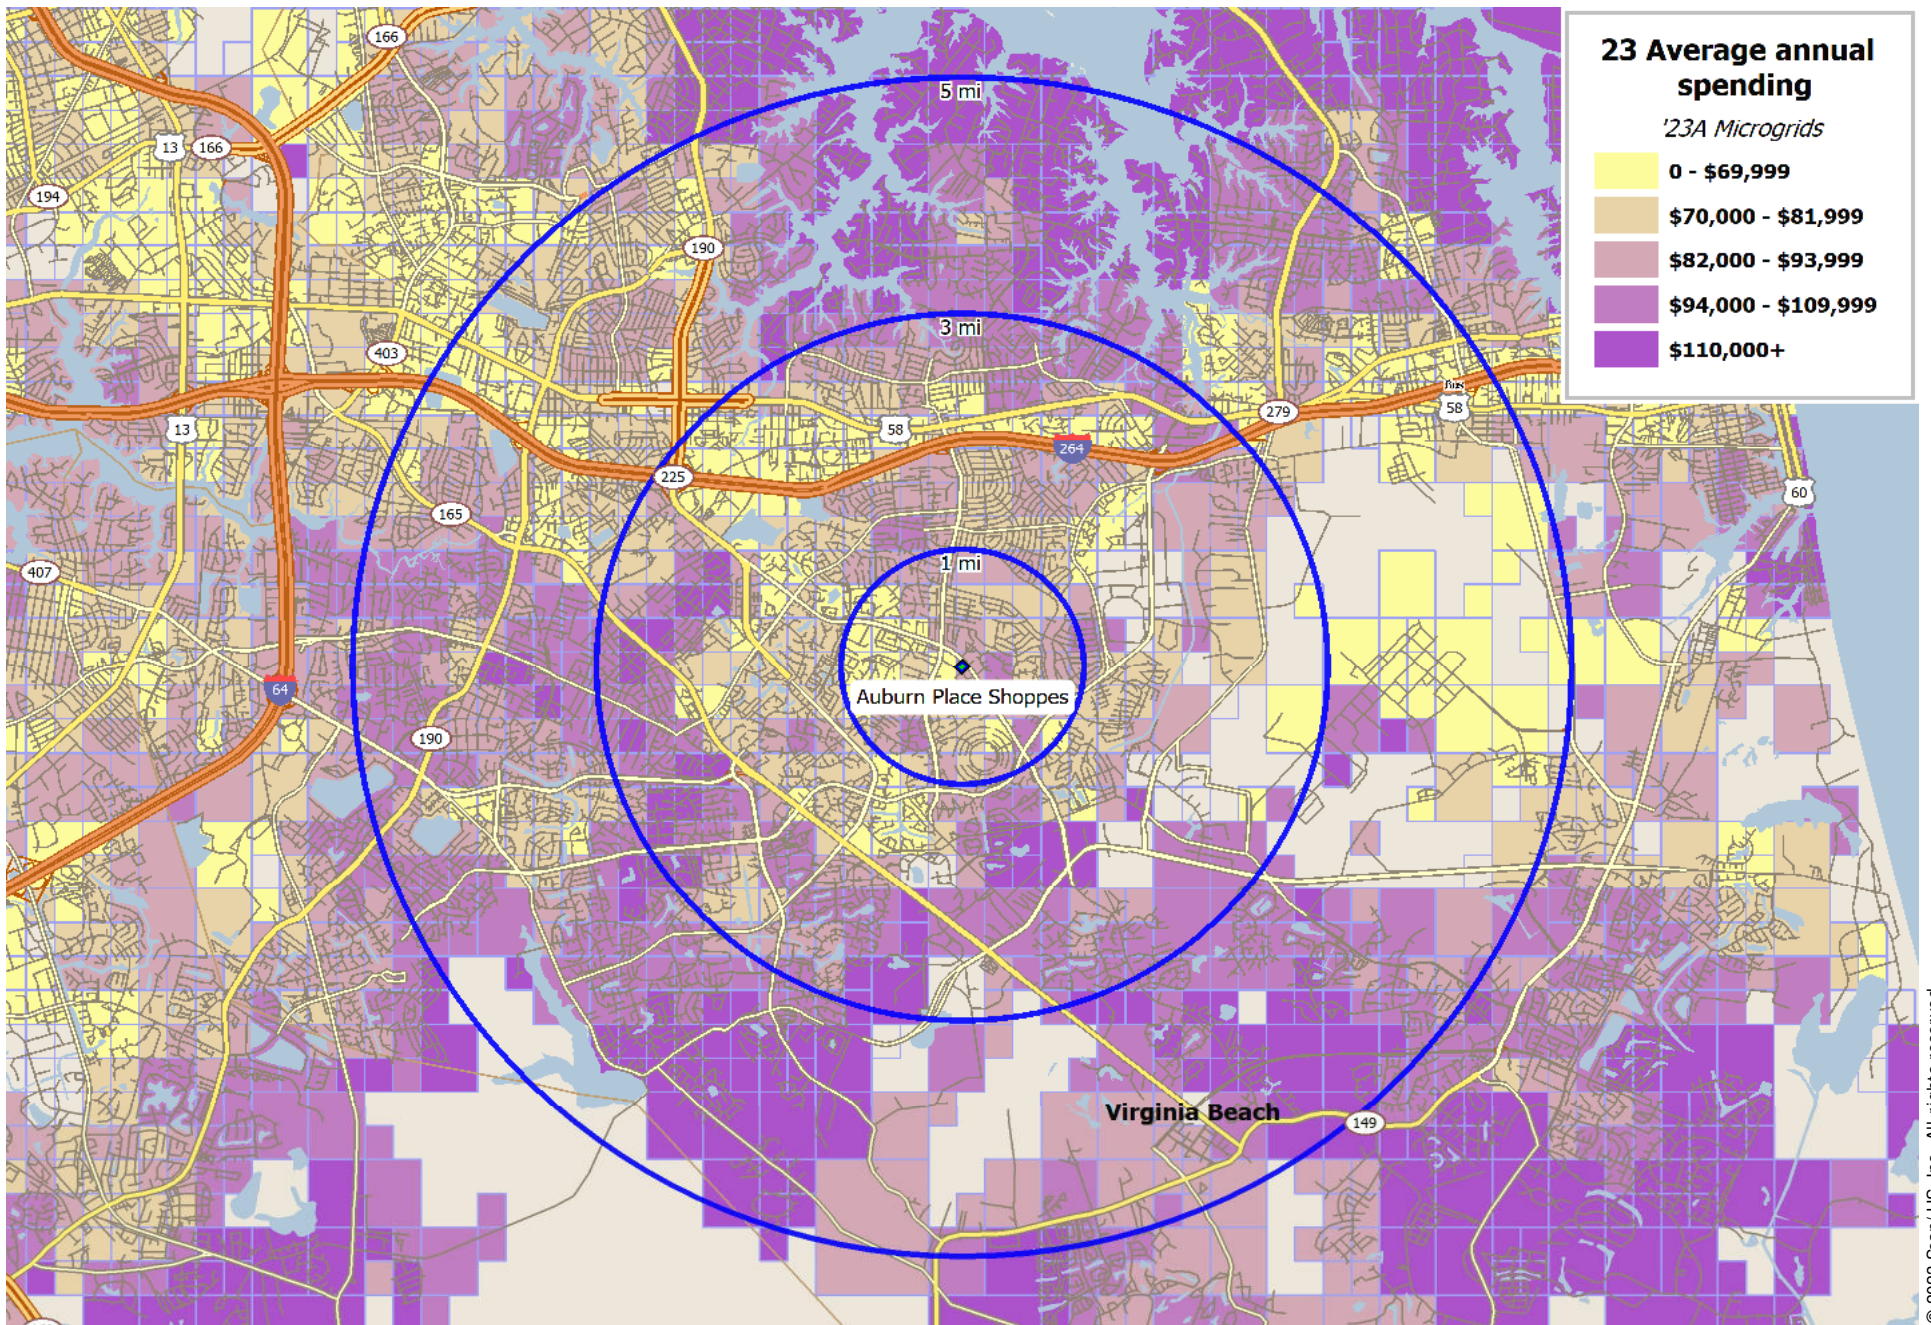 23 Average annual
spending
'23A Microgrids
0 - $69,999
$70,000 - $81,999
$82,000 - $93,999
$94,000 - $109,999
$110,000+
166
5 mi
13
166
194
190
3 mi
403
279
58
13
58
264
225
60
165
1 mi
407
64
Auburn Place Shoppes
190
Virginia Beach
149